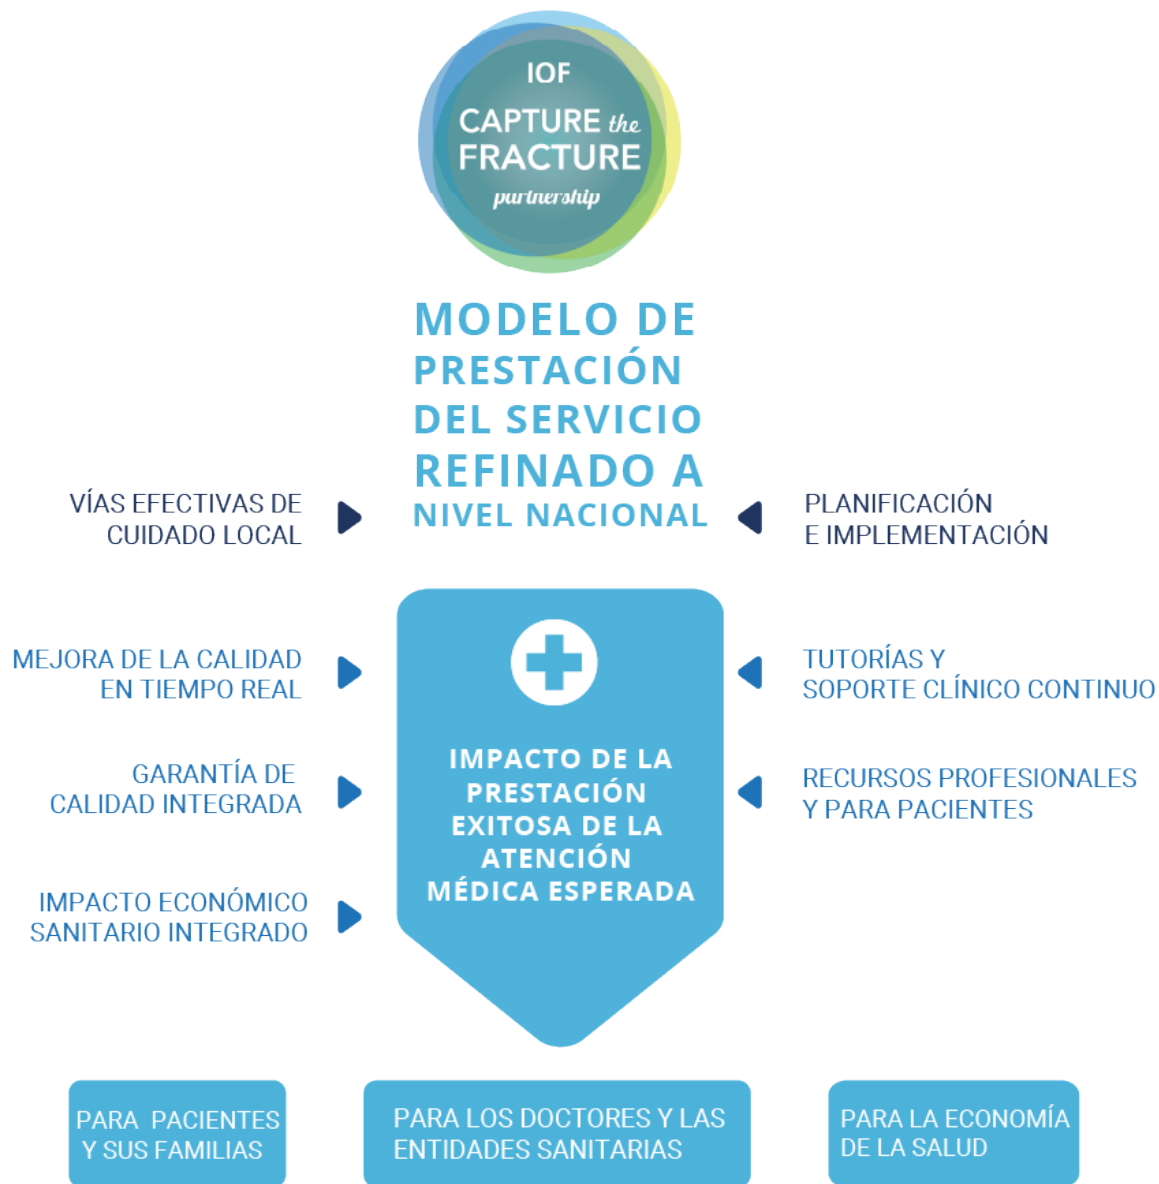 IOF
CAPTURE the
FRACTURE
partnership
MODELO DE
PRESTACIÓN
DEL SERVICIO
REFINADO A
NIVEL NACIONAL
VÍAS EFECTIVAS DE
CUIDADO LOCAL
PLANIFICACIÓN
E IMPLEMENTACIÓN
MEJORA DE LA CALIDAD
EN TIEMPO REAL
TUTORÍAS Y
SOPORTE CLÍNICO CONTINUO
GARANTÍA DE
CALIDAD INTEGRADA
RECURSOS PROFESIONALES
Y PARA PACIENTES
IMPACTO ECONÓMICO
SANITARIO INTEGRADO
IMPACTO DE LA
PRESTACIÓN
EXITOSA DE LA
ATENCIÓN
MÉDICA ESPERADA
PARA PACIENTES
Y SUS FAMILIAS
PARA LOS DOCTORES Y LAS
ENTIDADES SANITARIAS
PARA LA ECONOMÍA
DE LA SALUD